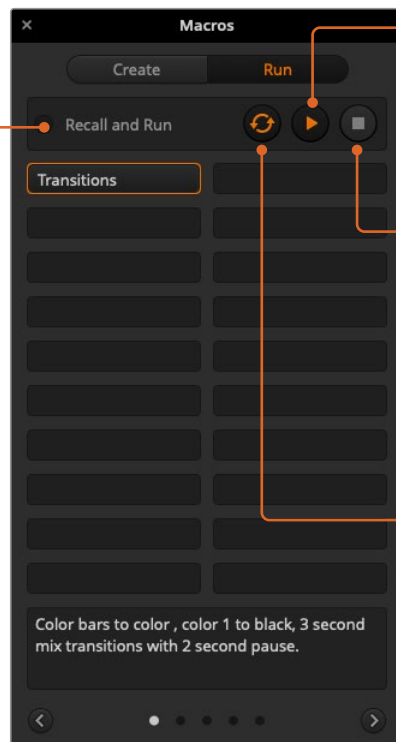 Macros
Create Run
Recall and Run
Transitions
Color bars to color , color 1 to black, 3 second
mix transitions with 2 second pause.